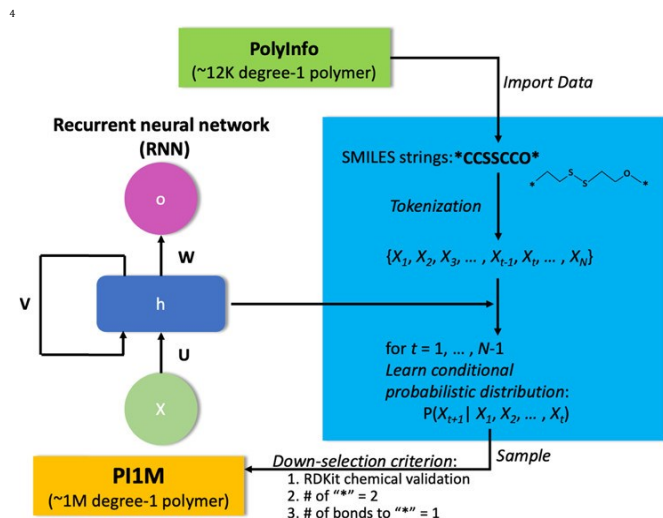 4
PolyInfo
(~12K degree-1 polymer)
Import Data
Recurrent neural network
(RNN)
SMILES strings: *CCSSCCO*
* S S O *
Tokenization
{X1, X2, X3, … , Xt-1, Xt, … , XN}
O
W
V
h
U
X
for t = 1, … , N-1
Learn conditional
probabilistic distribution:
P(Xt+1| X1, X2, … , Xt)
Sample
PI1M
(~1M degree-1 polymer)
Down-selection criterion:
1. RDKit chemical validation
2. # of “*” = 2
3. # of bonds to “*” = 1